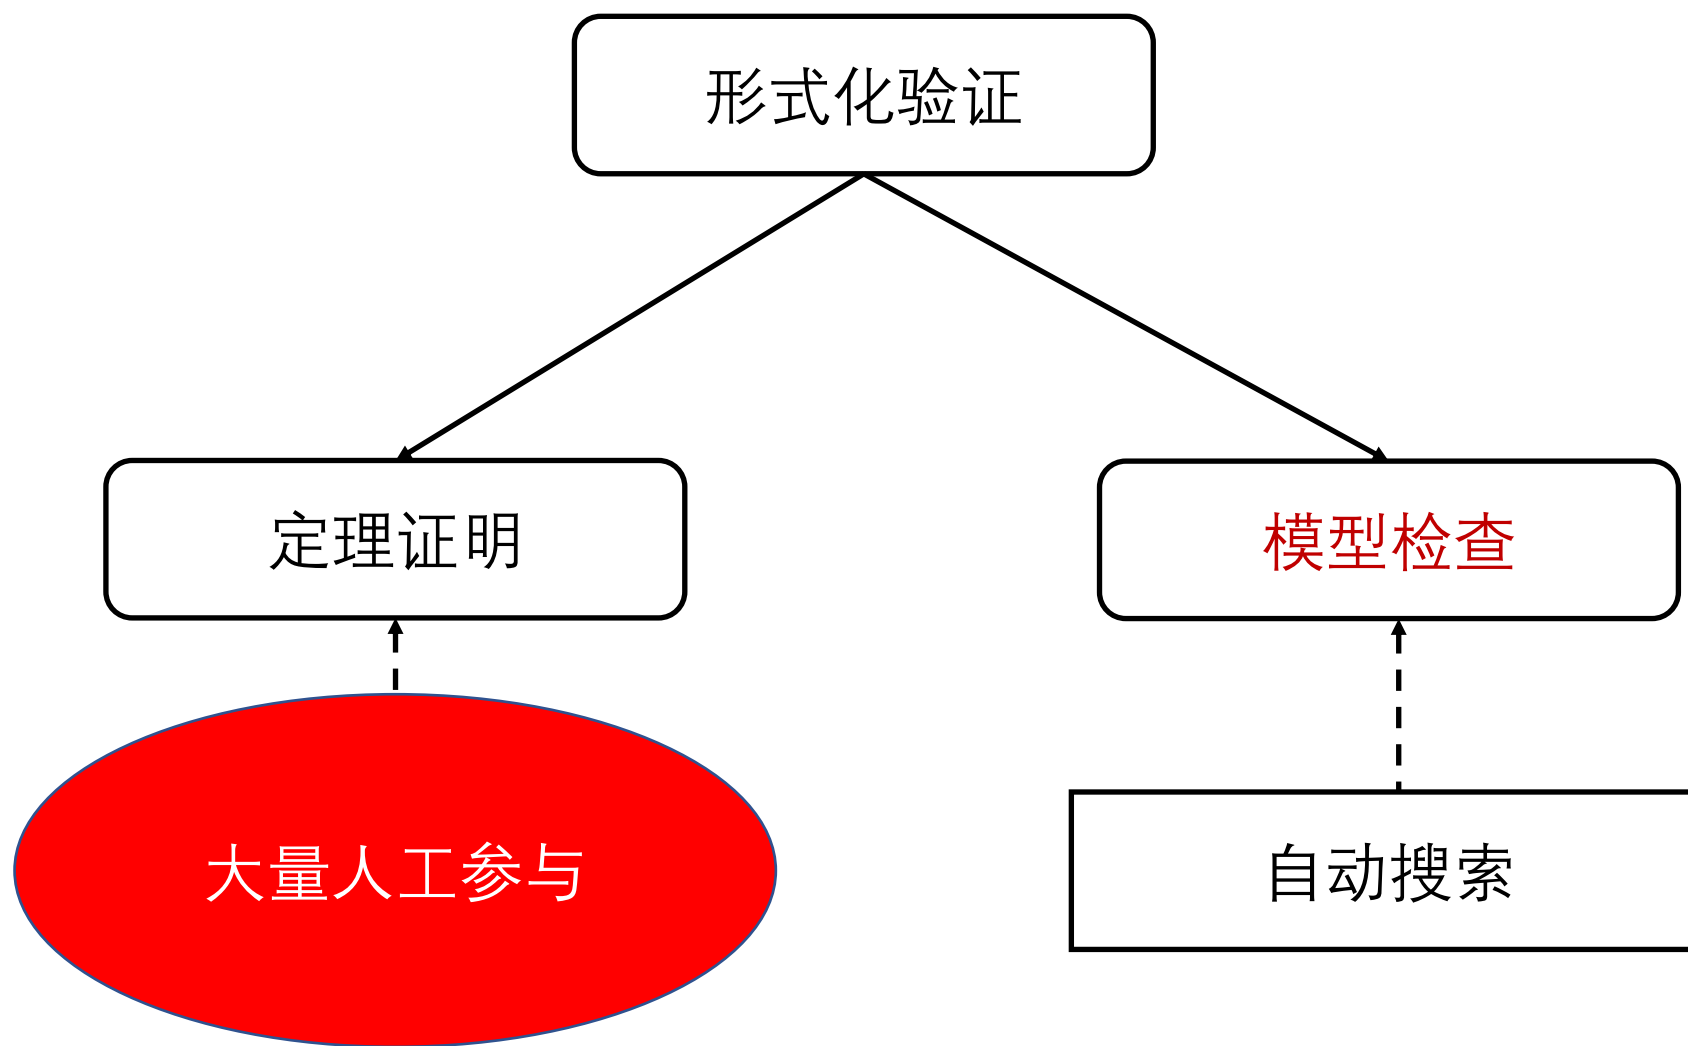 形式化验证
定理证明
模型检查
大量人工参与
自动搜索